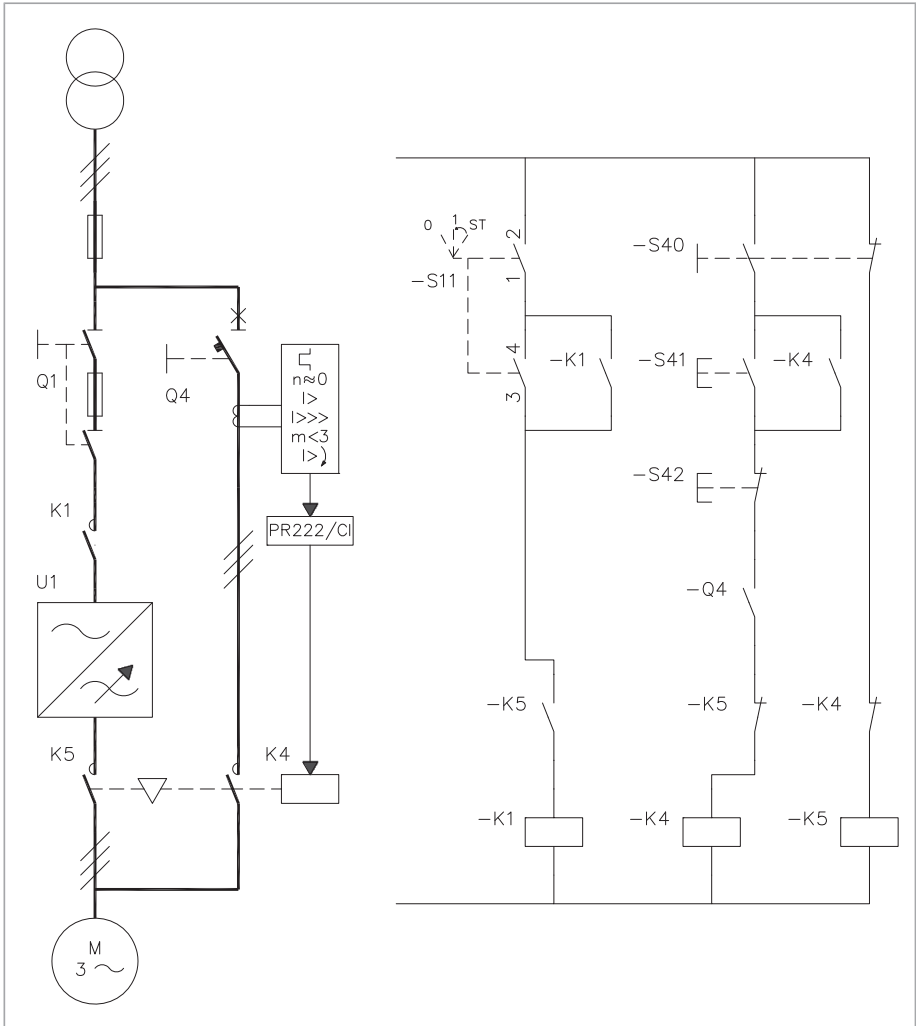 Q1
Q4
n≈0
I>
I>>>
m<3
I>
PR222/CI
K1
U1
K5
K4
M
3
0
1
ST
-S11
2
1
4
3
-K1
-K5
-K1
-S40
-S41
-K4
-S42
-Q4
-K5
-K4
-K4
-K5